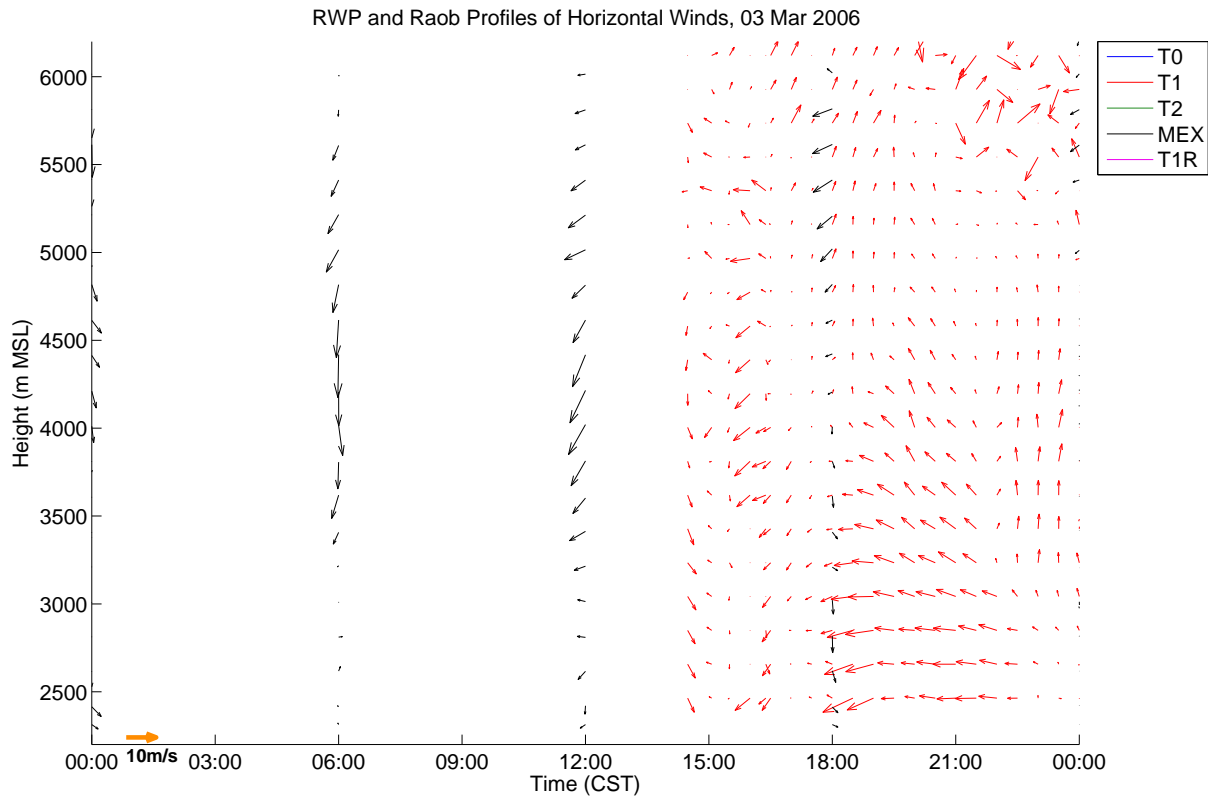 RWP and Raob Profiles of Horizontal Winds, 03 Mar 2006
6000
5500
5000
4500
4000
3500
3000
2500
Height (m MSL)
10m/s
00:00 03:00 06:00 09:00 12:00 15:00 18:00 21:00 00:00
Time (CST)
T0
T1
T2
MEX
T1R